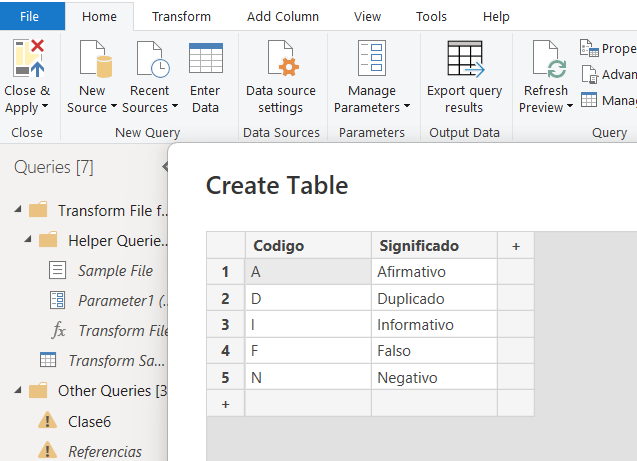 File Home Transform Add Column View Tools Help
Close & Apply New Source Recent Sources Enter Data Data source settings Manage Parameters Export query results Refresh Preview
Close New Query Data Sources Parameters Output Data Query
Queries [7]
Transform File f...
Helper Querie...
Sample File
Parameter1 (...
fx Transform File
Transform Sa...
Other Queries [3
Clase6
Referencias
Create Table
Codigo Significado +
1 A Afirmativo
2 D Duplicado
3 I Informativo
4 F Falso
5 N Negativo
+